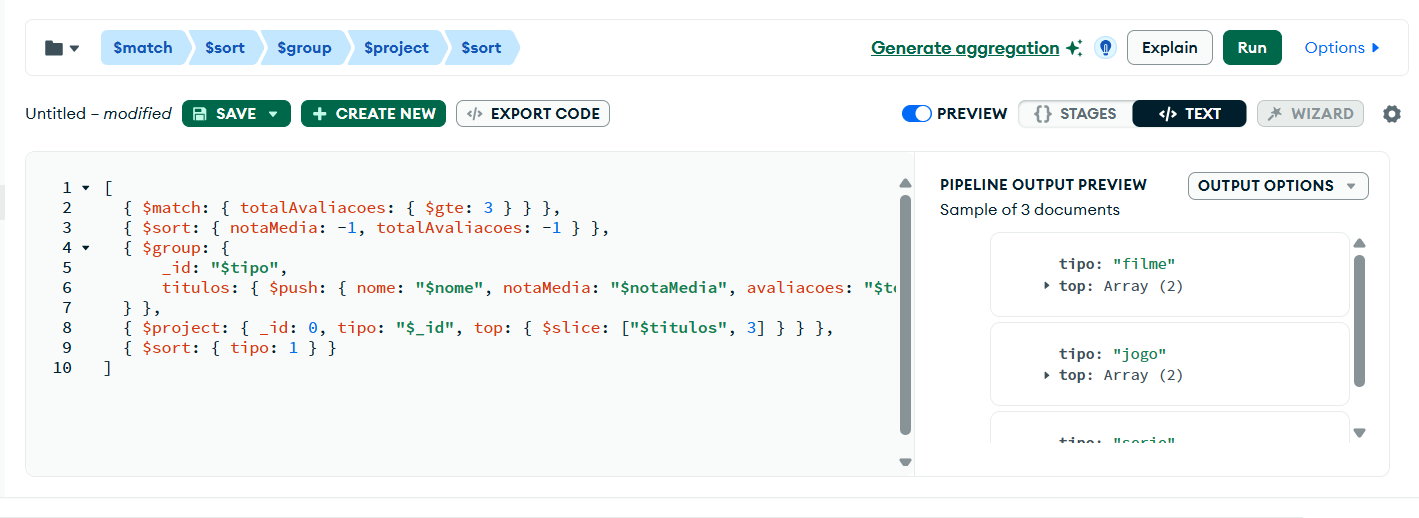 $match $sort $group $project $sort Generate aggregation Explain Run Options
Untitled – modified SAVE + CREATE NEW </> EXPORT CODE PREVIEW {} STAGES </> TEXT WIZARD
1 [
2 { $match: { totalAvaliacoes: { $gte: 3 } } },
3 { $sort: { notaMedia: -1, totalAvaliacoes: -1 } },
4 { $group: {
5 _id: "$tipo",
6 titulos: { $push: { nome: "$nome", notaMedia: "$notaMedia", avaliacoes: "$to
7 } },
8 { $project: { _id: 0, tipo: "$_id", top: { $slice: ["$titulos", 3] } } },
9 { $sort: { tipo: 1 } }
10 ]
PIPELINE OUTPUT PREVIEW OUTPUT OPTIONS
Sample of 3 documents
tipo: "filme"
top: Array (2)
tipo: "jogo"
top: Array (2)
tipo: "serie"